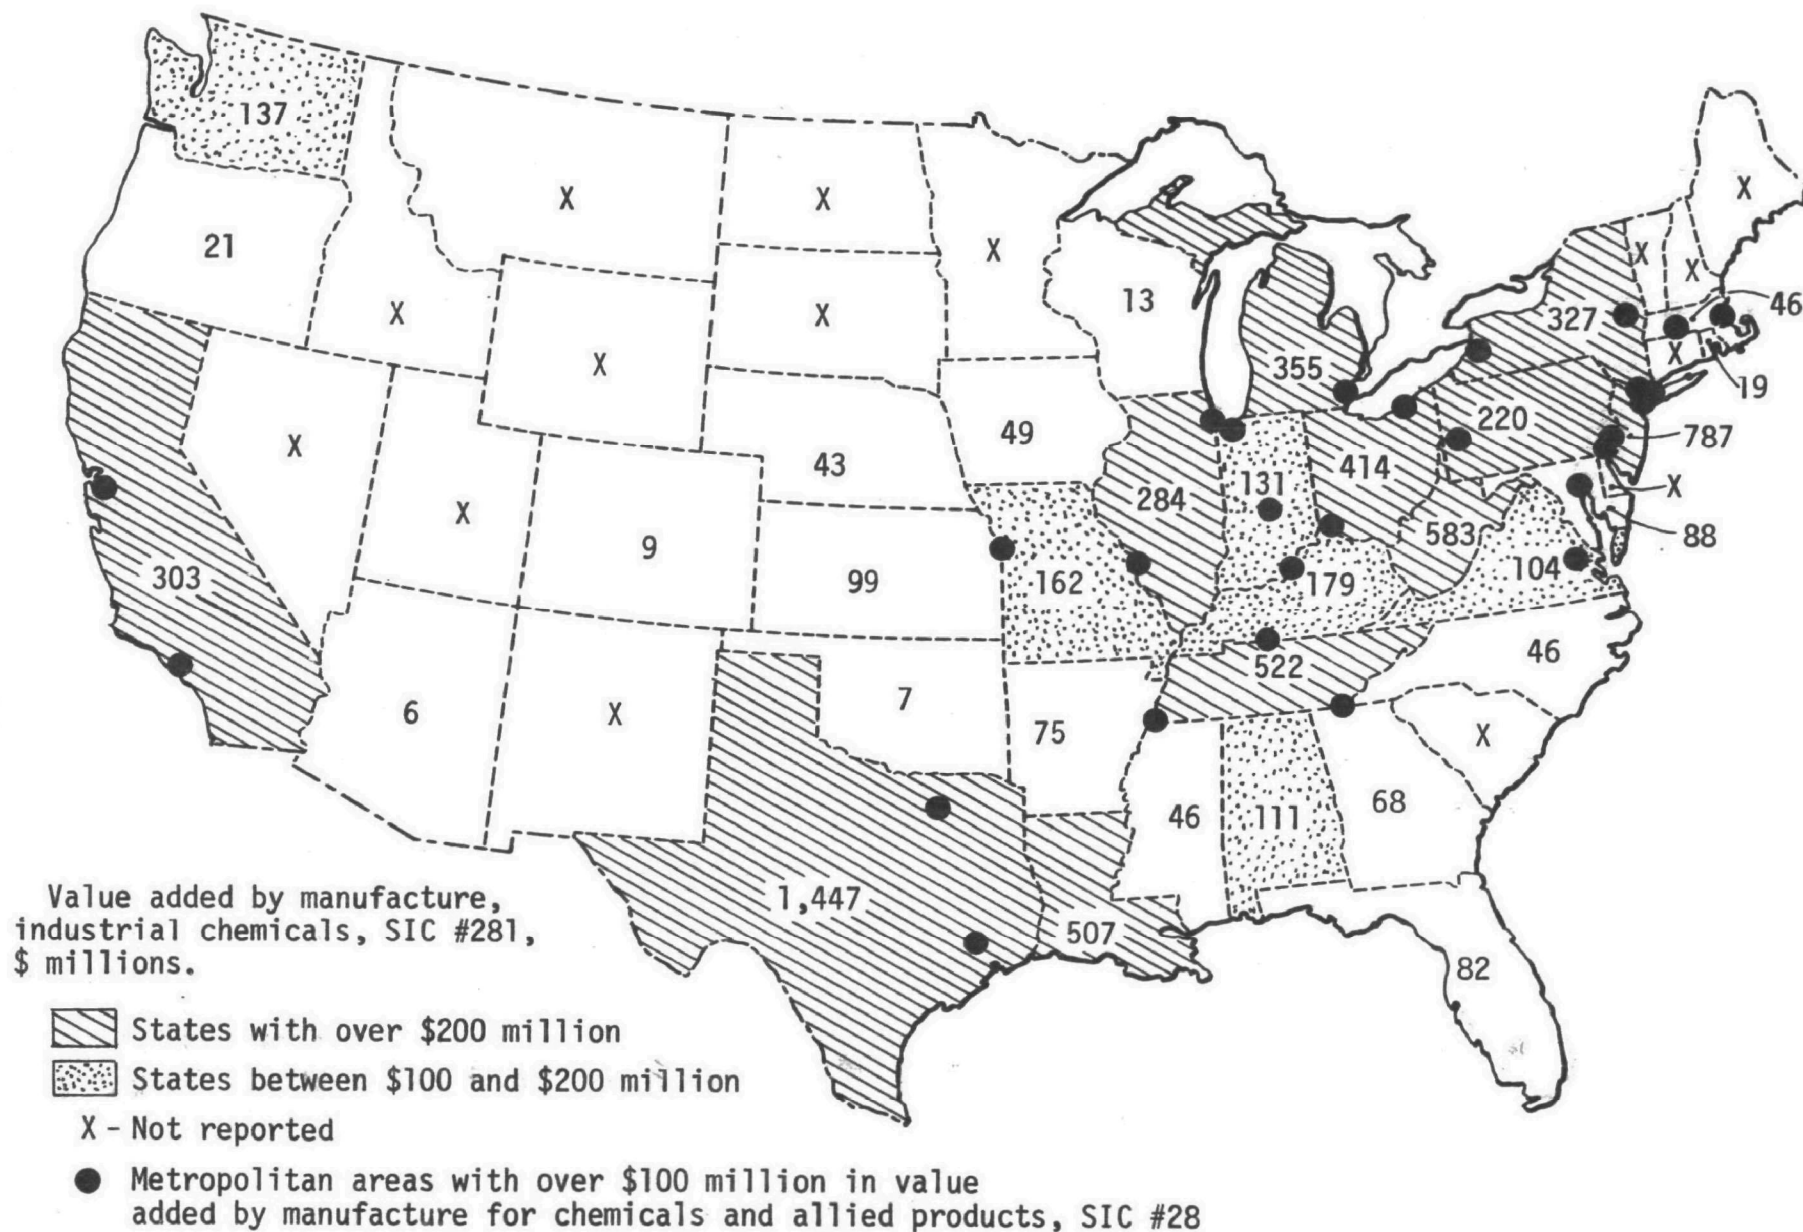 137
X
X
X
X
21
X
13
X
X
46
X
X
X
327
355
X
19
49
220
787
X
43
414
131
X
284
X
583
88
9
303
99
162
179
104
46
522
6
X
7
75
X
46
111
68
1,447
507
82
Value added by manufacture,
industrial chemicals, SIC #281,
$ millions.
States with over $200 million
States between $100 and $200 million
X - Not reported
Metropolitan areas with over $100 million in value
added by manufacture for chemicals and allied products, SIC #28